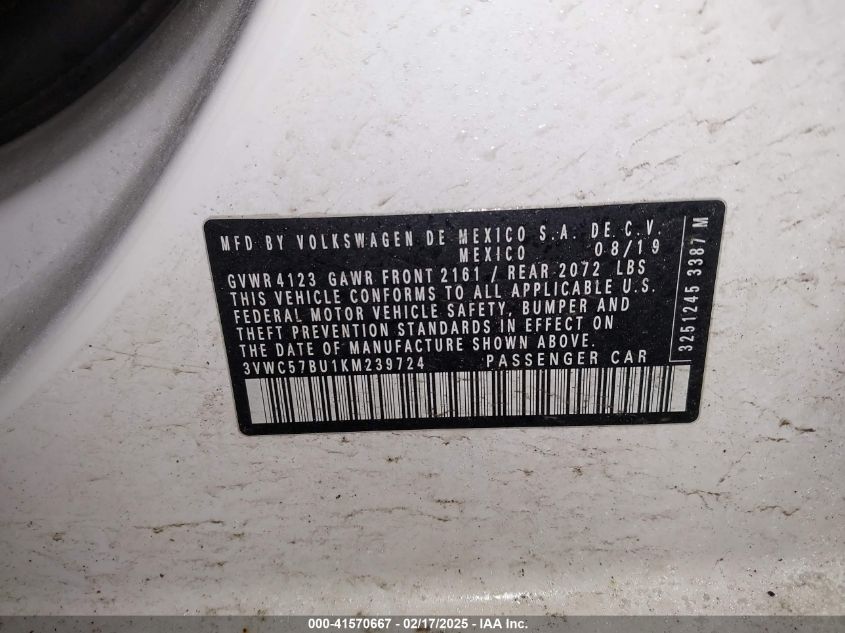 MFD BY VOLKSWAGEN DE MEXICO S.A. DE C.V.
MEXICO 08/19
GVWR 4123 GAWR FRONT 2161 / REAR 2072 LBS
THIS VEHICLE CONFORMS TO ALL APPLICABLE U.S.
FEDERAL MOTOR VEHICLE SAFETY, BUMPER AND
THEFT PREVENTION STANDARDS IN EFFECT ON
THE DATE OF MANUFACTURE SHOWN ABOVE.
3VWC57BU1KM239724 PASSENGER CAR
3251245 3387 M
000-41570667 - 02/17/2025 - IAA Inc.